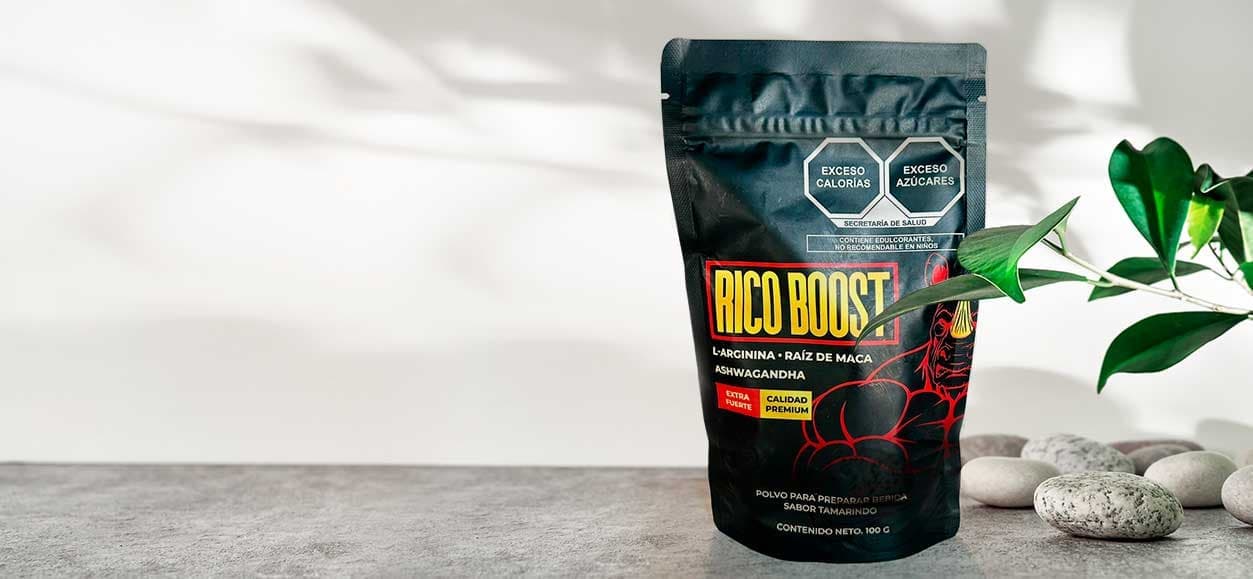 EXCESO
CALORÍAS
EXCESO
AZÚCARES
SECRETARÍA DE SALUD
CONTIENE EDULCORANTES,
NO RECOMENDABLE EN NIÑOS
RICO BOOST
L-ARGININA • RAÍZ DE MACA
ASHWAGANDHA
EXTRA
FUERTE
CALIDAD
PREMIUM
POLVO PARA PREPARAR BEBIDA
SABOR TAMARINDO
CONTENIDO NETO. 100 G